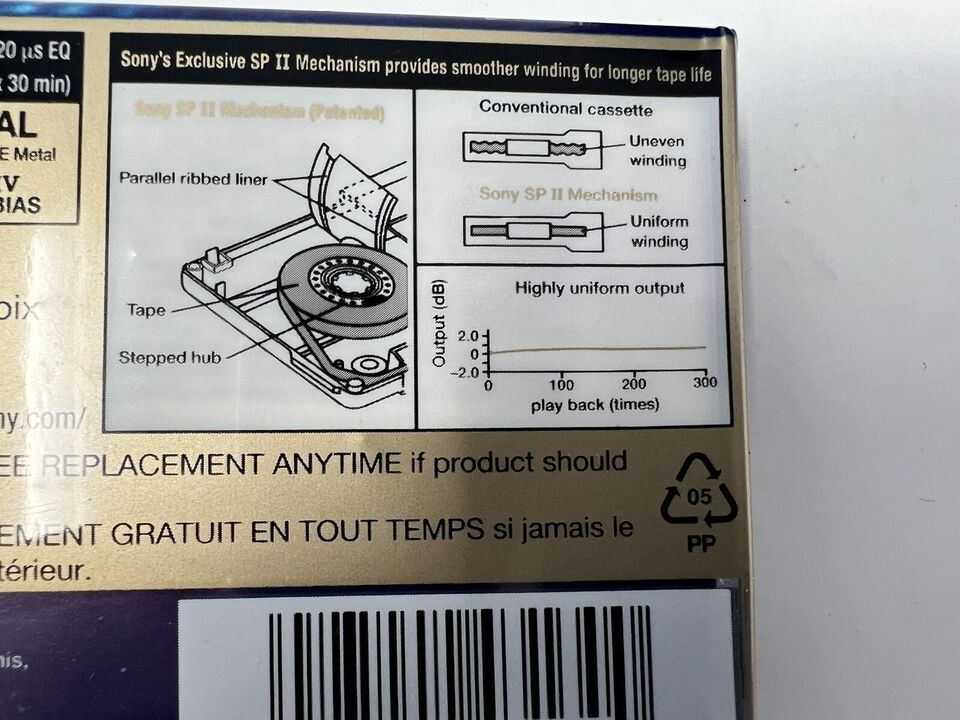 20 µs EQ
x 30 min)
AL
E Metal
IV
BIAS
oix
ny.com/
Sony's Exclusive SP II Mechanism provides smoother winding for longer tape life
Sony SP II Mechanism (Patented)
Parallel ribbed liner
Tape
Stepped hub
Conventional cassette
Uneven
winding
Sony SP II Mechanism
Uniform
winding
Highly uniform output
Output (dB)
2.0
0
–2.0
0 100 200 300
play back (times)
EE REPLACEMENT ANYTIME if product should
EMENT GRATUIT EN TOUT TEMPS si jamais le
térieur.
05
PP
nis,